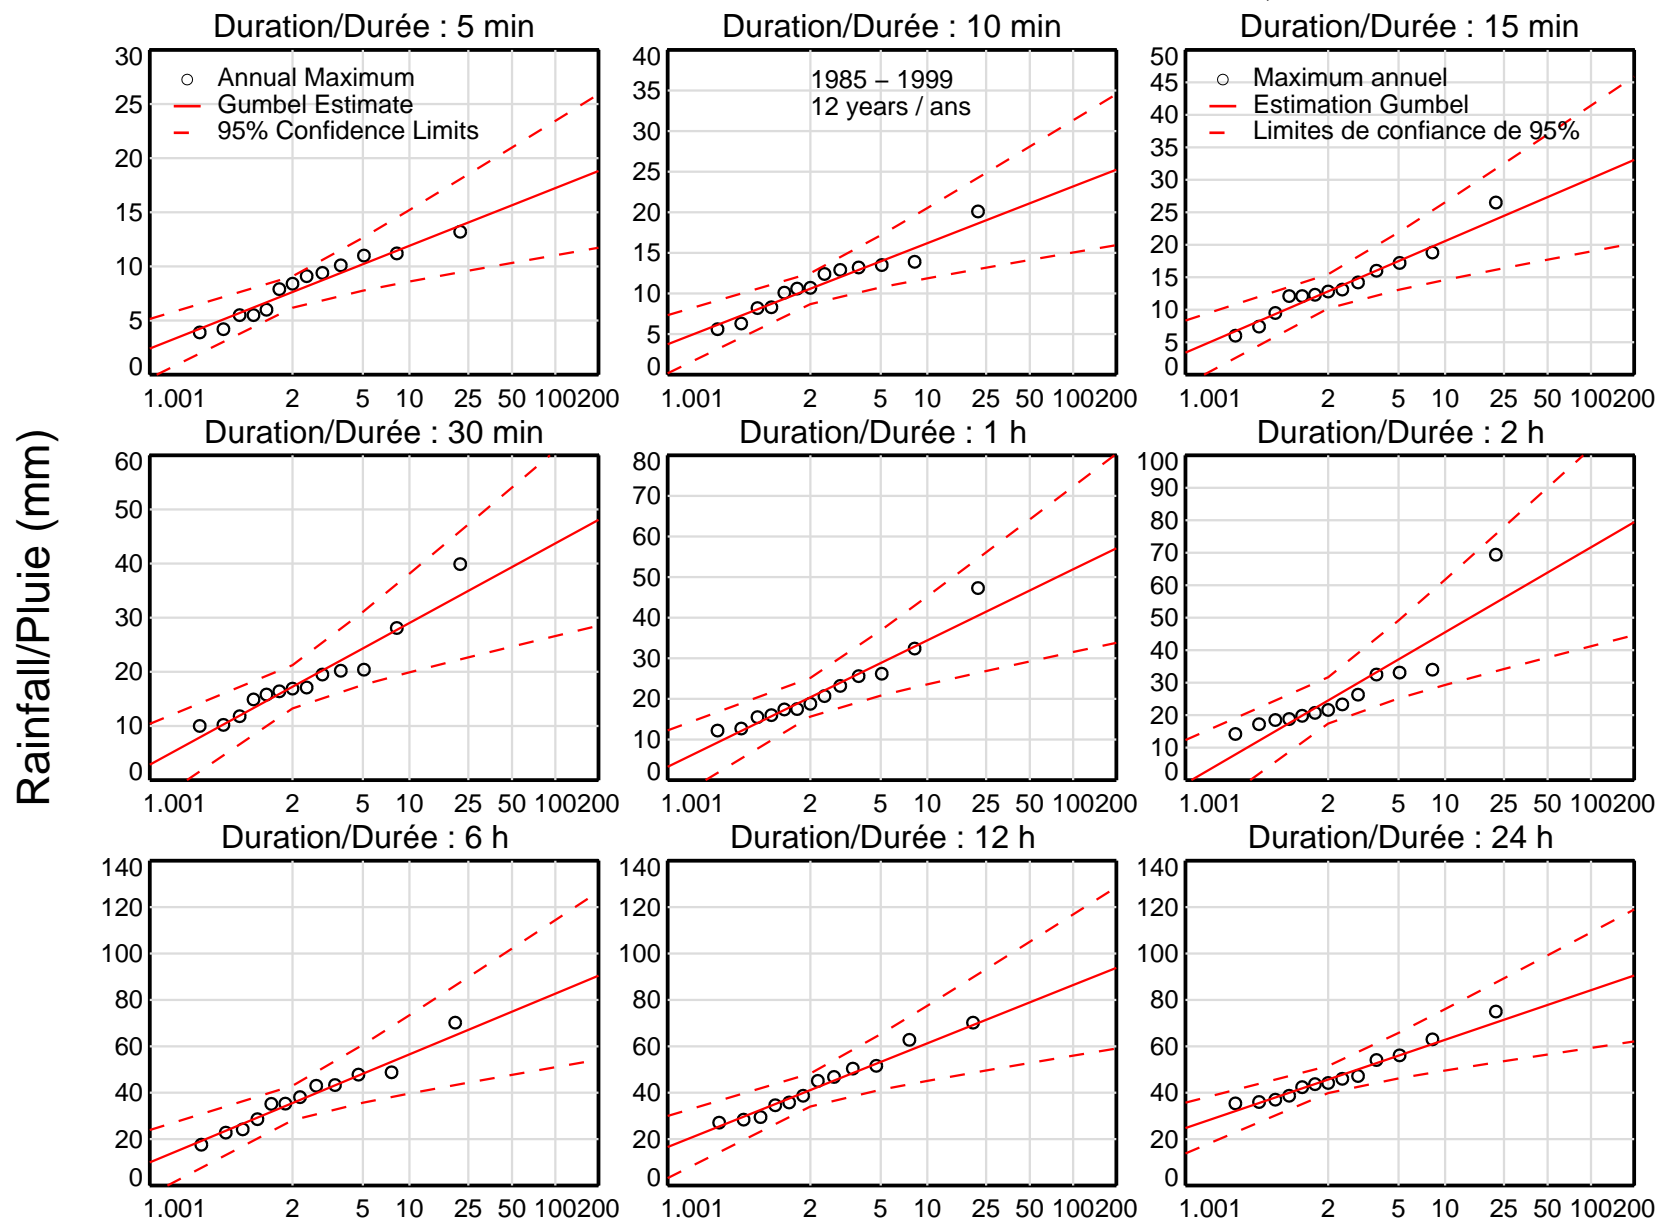 Duration/Durée : 5 min
Duration/Durée : 10 min
Duration/Durée : 15 min
30
25
20
15
10
5
0
Annual Maximum
Gumbel Estimate
95% Confidence Limits
1.001 2 5 10 25 50 100200
40
35
30
25
20
15
10
5
0
1985 – 1999
12 years / ans
1.001 2 5 10 25 50 100200
50
45
40
35
30
25
20
15
10
5
0
Maximum annuel
Estimation Gumbel
Limites de confiance de 95%
1.001 2 5 10 25 50 100200
Rainfall/Pluie (mm)
Duration/Durée : 30 min
Duration/Durée : 1 h
Duration/Durée : 2 h
60
50
40
30
20
10
0
1.001 2 5 10 25 50 100200
80
70
60
50
40
30
20
10
0
1.001 2 5 10 25 50 100200
100
90
80
70
60
50
40
30
20
10
0
1.001 2 5 10 25 50 100200
Duration/Durée : 6 h
Duration/Durée : 12 h
Duration/Durée : 24 h
140
120
100
80
60
40
20
0
1.001 2 5 10 25 50 100200
140
120
100
80
60
40
20
0
1.001 2 5 10 25 50 100200
140
120
100
80
60
40
20
0
1.001 2 5 10 25 50 100200